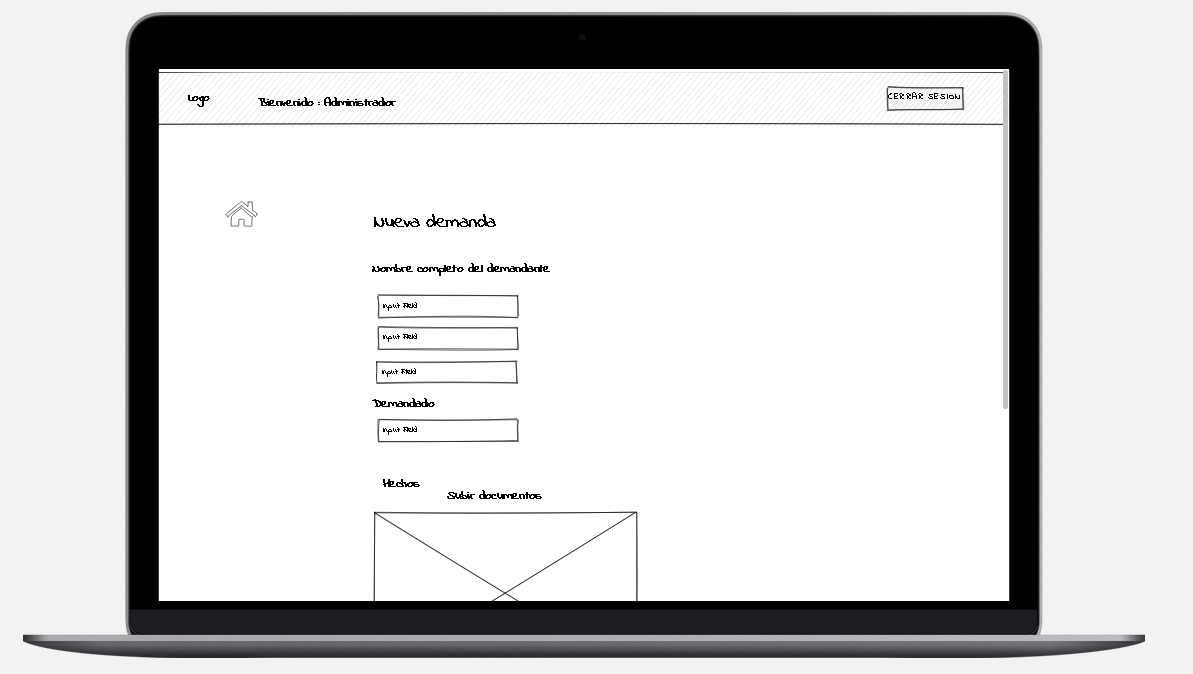 Logo
Bienvenido : Administrador
CERRAR SESION
Nueva demanda
Nombre completo del demandante
Input Field
Input Field
Input Field
Demandado
Input Field
Hechos
Subir documentos